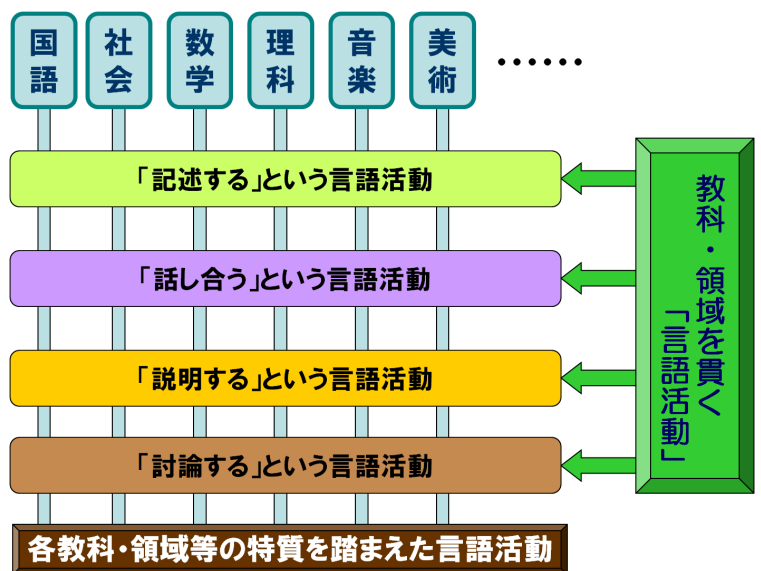 国語
社会
数学
理科
音楽
美術
……
「記述する」という言語活動
「話し合う」という言語活動
「説明する」という言語活動
「討論する」という言語活動
教科・領域を貫く
「言語活動」
各教科・領域等の特質を踏まえた言語活動